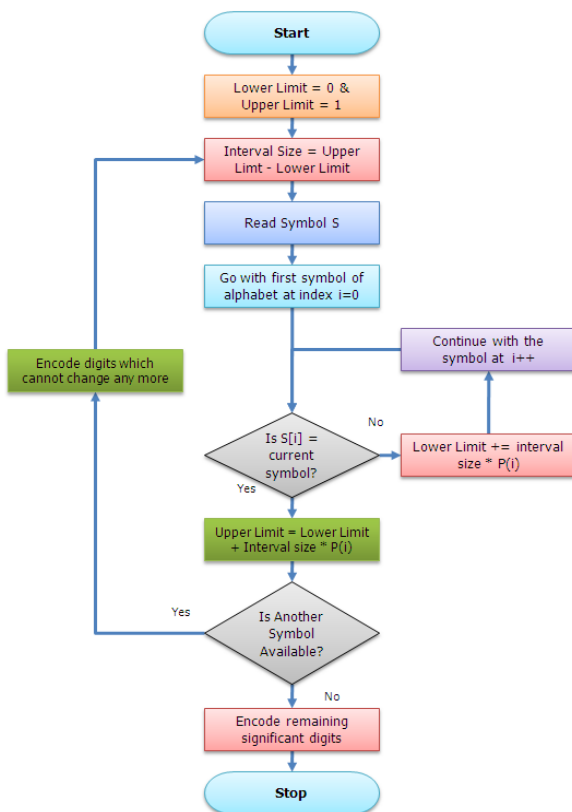 Start
Lower Limit = 0 &
Upper Limit = 1
Interval Size = Upper
Limt - Lower Limit
Read Symbol S
Go with first symbol of
alphabet at index i=0
Continue with the
symbol at i++
Encode digits which
cannot change any more
No
Is S[i] =
current
symbol?
Lower Limit += interval
size * P(i)
Yes
Upper Limit = Lower Limit
+ Interval size * P(i)
Yes
Is Another
Symbol
Available?
No
Encode remaining
significant digits
Stop